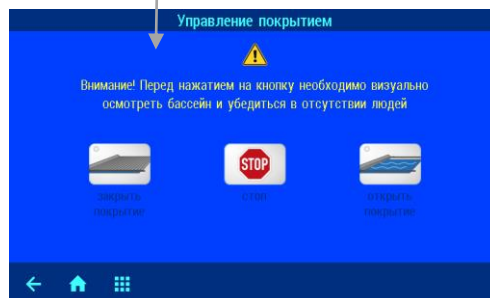 Управление покрытием
Внимание! Перед нажатием на кнопку необходимо визуально
осмотреть бассейн и убедиться в отсутствии людей
STOP
закрыть стоп открыть
покрытие покрытие